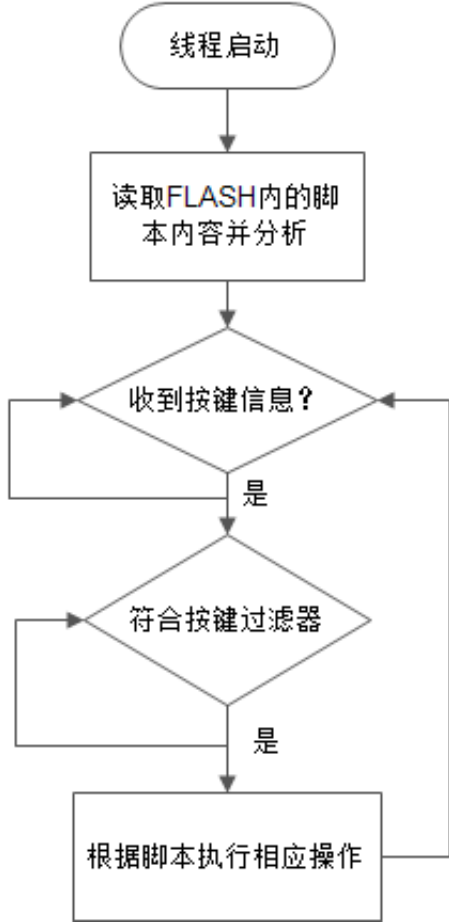 线程启动
读取FLASH内的脚
本内容并分析
收到按键信息？
是
符合按键过滤器
是
根据脚本执行相应操作